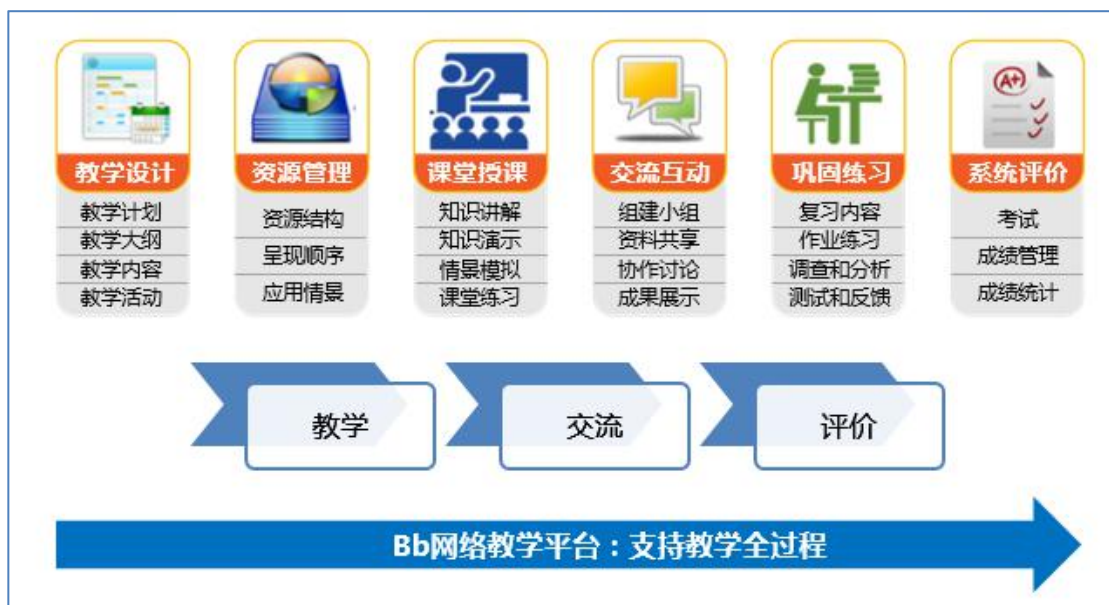 A+
教学设计
教学计划
教学大纲
教学内容
教学活动
资源管理
资源结构
呈现顺序
应用情景
课堂授课
知识讲解
知识演示
情景模拟
课堂练习
交流互动
组建小组
资料共享
协作讨论
成果展示
巩固练习
复习内容
作业练习
调查和分析
测试和反馈
系统评价
考试
成绩管理
成绩统计
教学
交流
评价
Bb网络教学平台：支持教学全过程